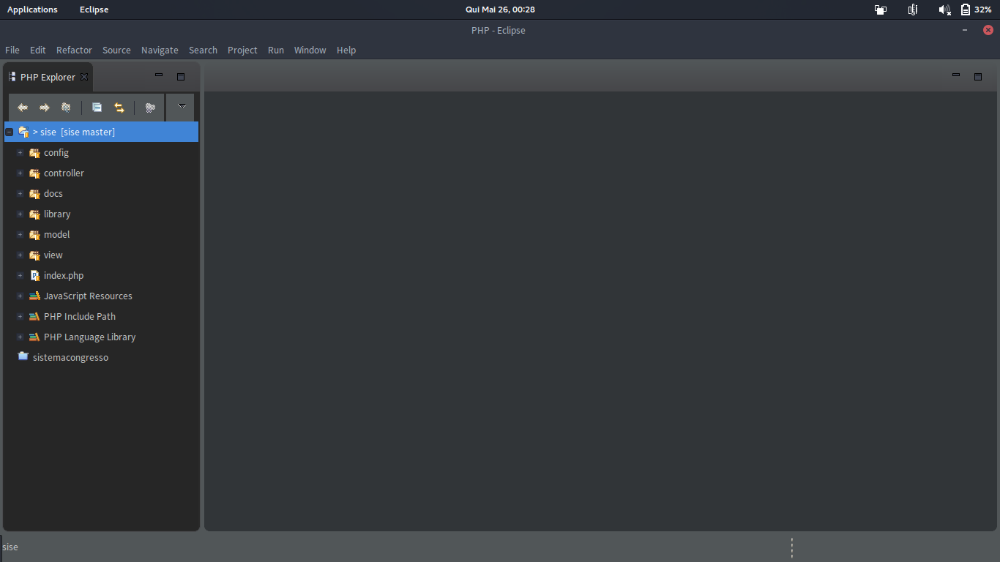 Applications Eclipse Qui Mai 26, 00:28 32%
PHP - Eclipse
File Edit Refactor Source Navigate Search Project Run Window Help
PHP Explorer
> sise [sise master]
config
controller
docs
library
model
view
index.php
JavaScript Resources
PHP Include Path
PHP Language Library
sistemacongresso
sise